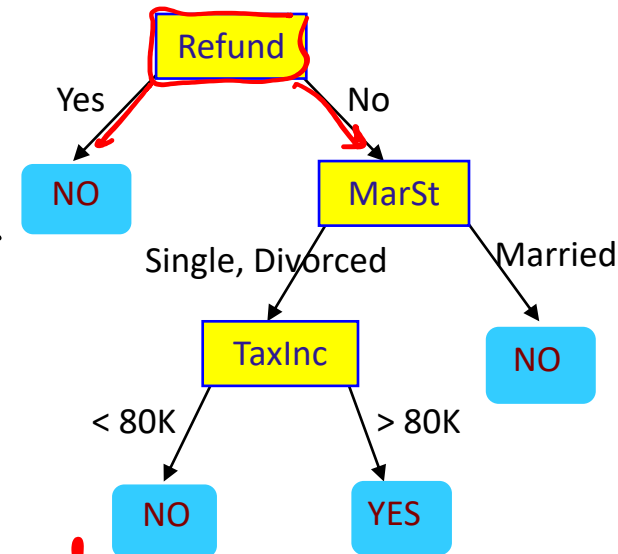 Refund
Yes
No
NO
MarSt
Single, Divorced
Married
TaxInc
NO
< 80K
> 80K
NO
YES